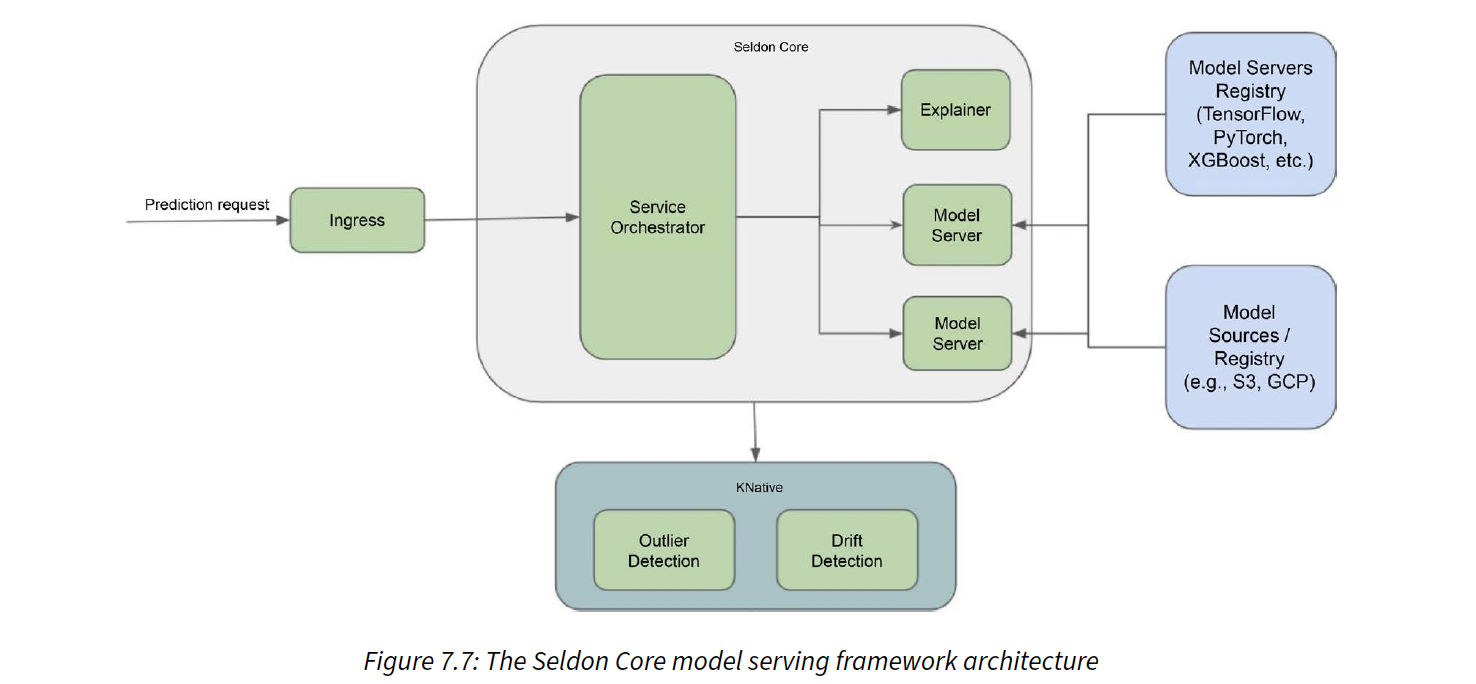 Seldon Core
Prediction request
Ingress
Service
Orchestrator
Explainer
Model
Server
Model
Server
Model Servers
Registry
(TensorFlow,
PyTorch,
XGBoost, etc.)
Model
Sources /
Registry
(e.g., S3, GCP)
KNative
Outlier
Detection
Drift
Detection
Figure 7.7: The Seldon Core model serving framework architecture